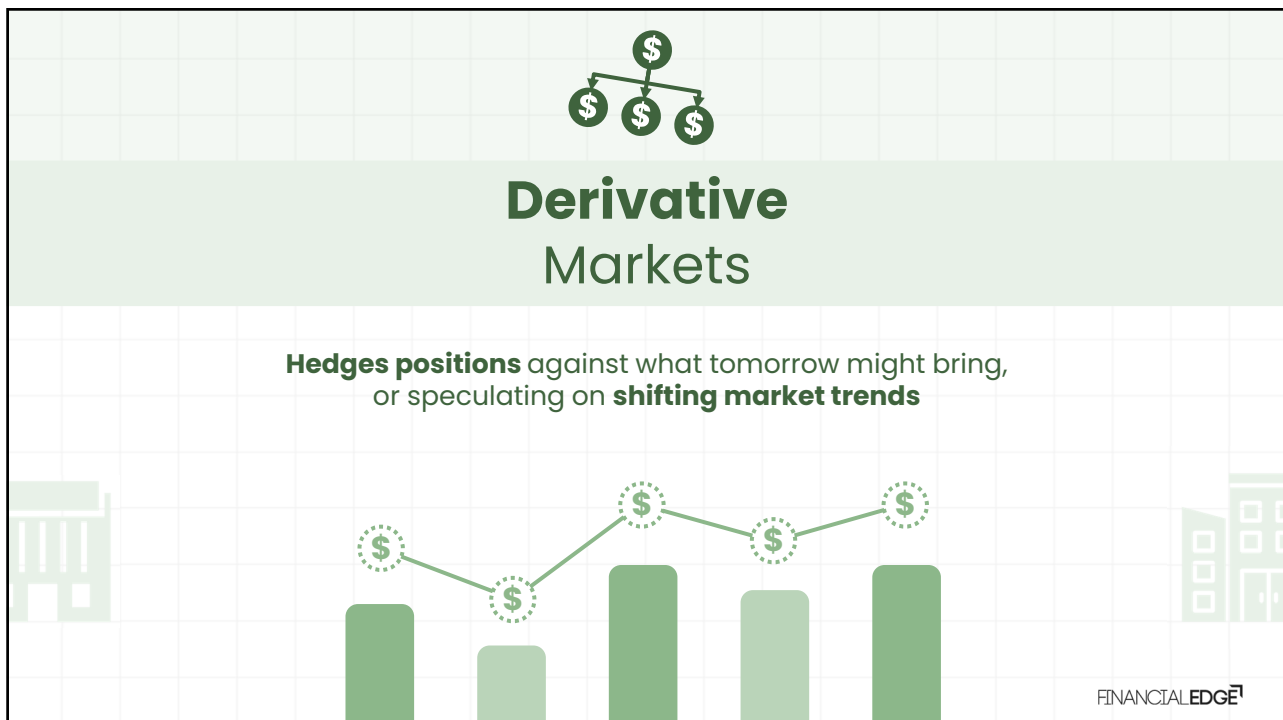 $
$ $ $
Derivative
Markets
Hedges positions against what tomorrow might bring,
or speculating on shifting market trends
$ $ $ $ $
FINANCIALEDGE